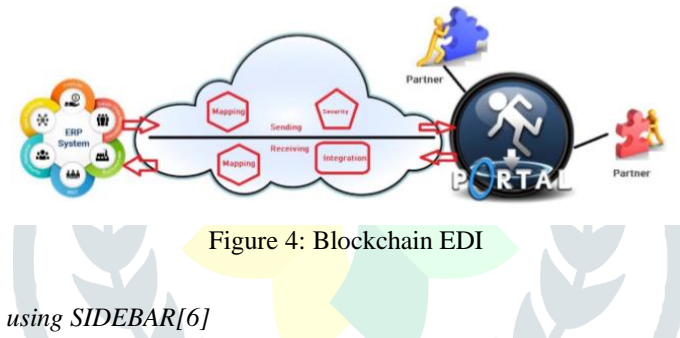 Partner
Mapping
Security
Sending
ERP
System
Receiving
Mapping
Integration
PORTAL
Partner
Figure 4: Blockchain EDI
using SIDEBAR[6]